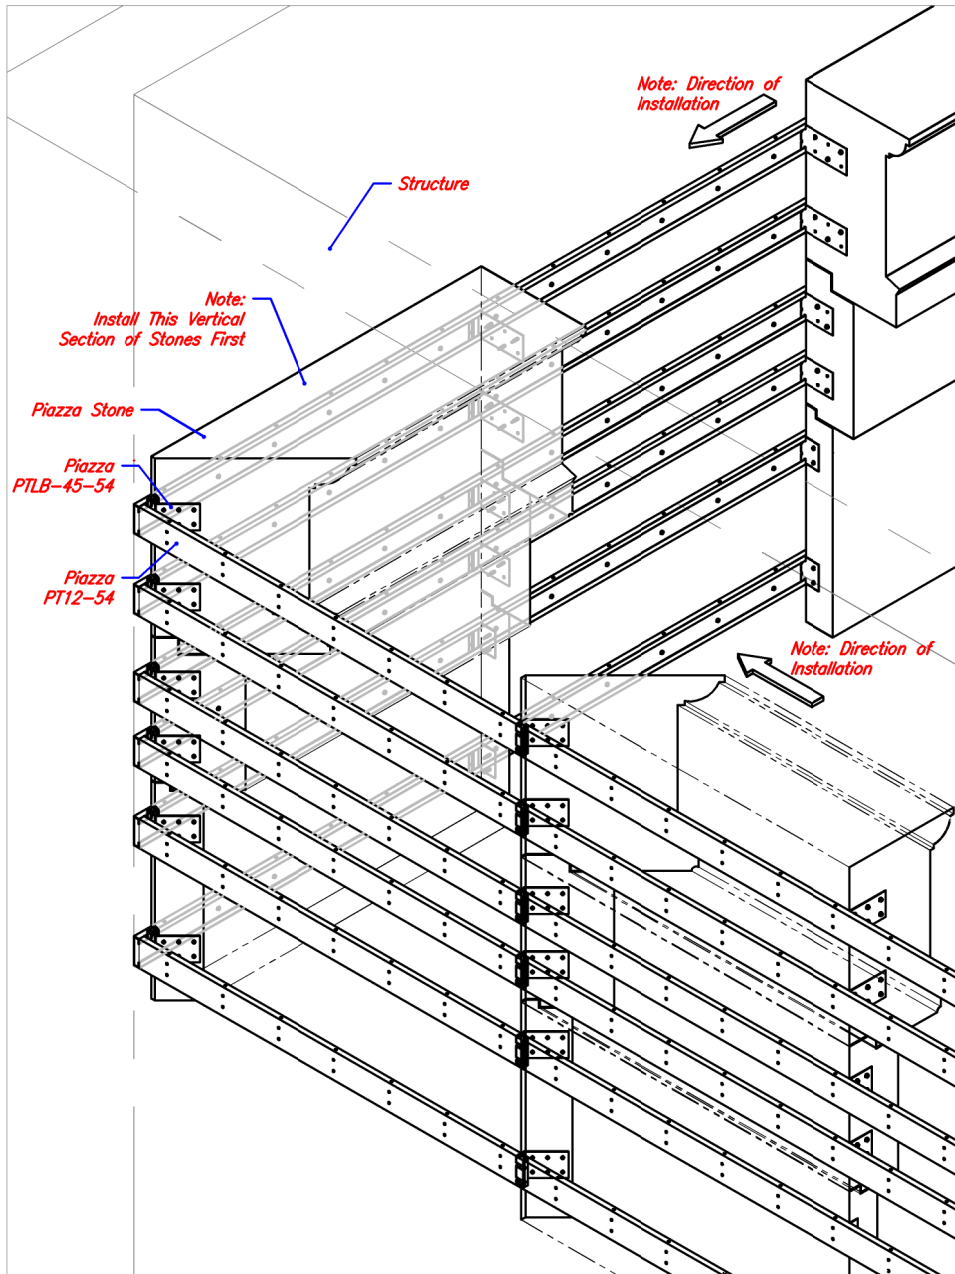 Note: Direction of
Installation
Structure
Note:
Install This Vertical
Section of Stones First
Piazza Stone
Piazza
PTLB-45-54
Piazza
PT12-54
Note: Direction of
Installation